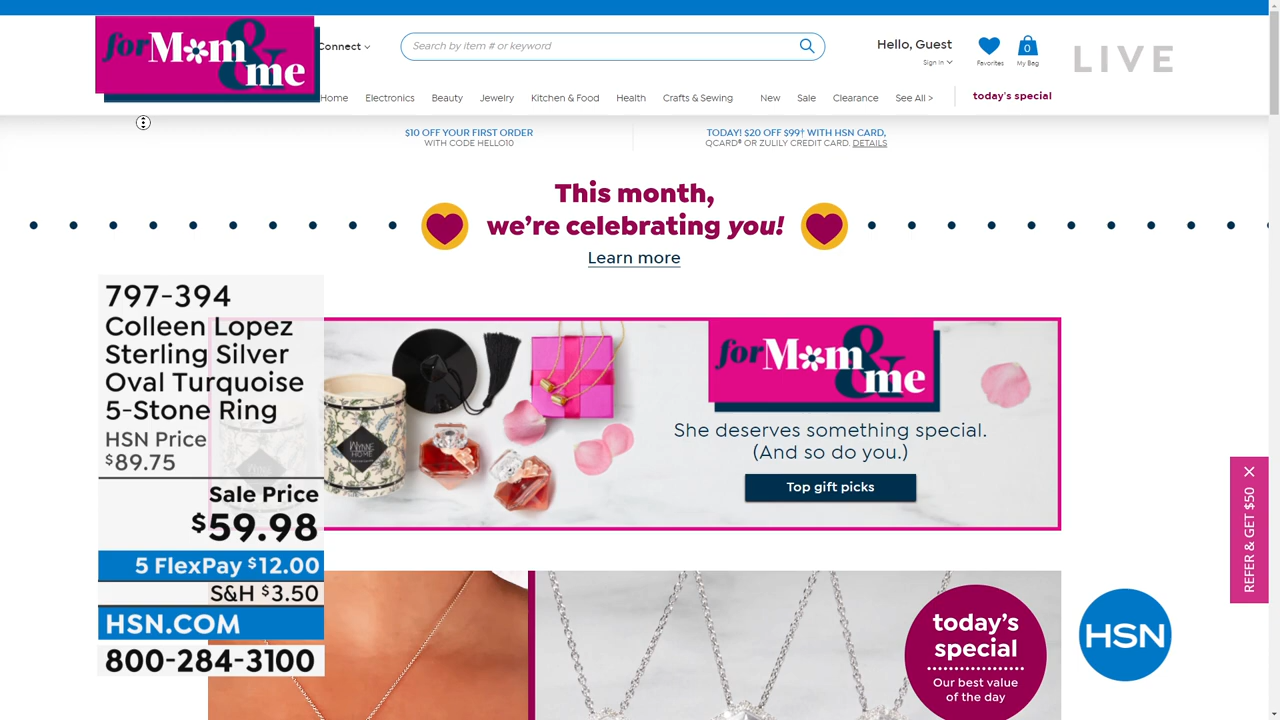 for Mom & me
Connect
Search by item # or keyword
Hello, Guest
Sign In
Favorites
0
My Bag
LIVE
Home Electronics Beauty Jewelry Kitchen & Food Health Crafts & Sewing New Sale Clearance See All > today's special
$10 OFF YOUR FIRST ORDER
WITH CODE HELLO10
TODAY! $20 OFF $99† WITH HSN CARD,
QCARD® OR ZULILY CREDIT CARD. DETAILS
This month,
we're celebrating you!
Learn more
797-394
Colleen Lopez
Sterling Silver
Oval Turquoise
5-Stone Ring
HSN Price
$89.75
Sale Price
$59.98
5 FlexPay $12.00
S&H $3.50
HSN.COM
800-284-3100
WYNNE
HOME
for Mom & me
She deserves something special.
(And so do you.)
Top gift picks
REFER & GET $50
today's
special
Our best value
of the day
HSN